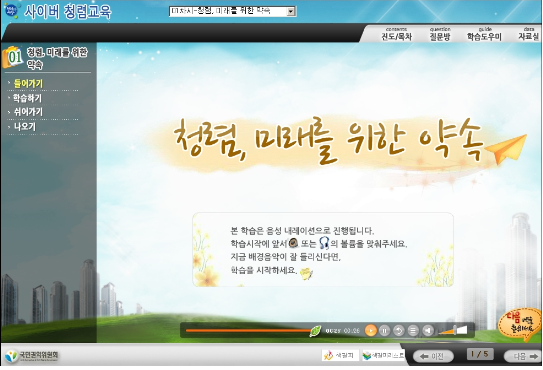 사이버 청렴교육
1차시-청렴, 미래를 위한 약속
contents
진도/목차
question
질문방
guide
학습도우미
data
자료실
01
청렴, 미래를 위한
약속
들어가기
학습하기
쉬어가기
나오기
청렴, 미래를 위한 약속
본 학습은 음성 내레이션으로 진행됩니다.
학습시작에 앞서 또는 의 볼륨을 맞춰주세요.
지금 배경음악이 잘 들리신다면,
학습을 시작하세요.
다음
국민권익위원회
이전
1 / 5
다음